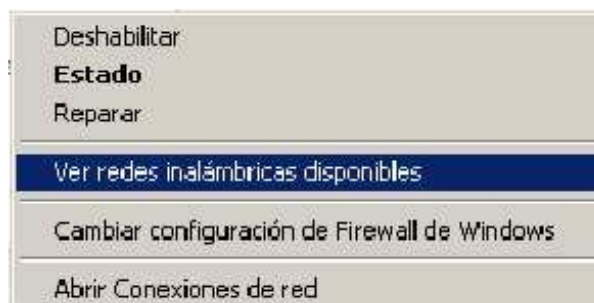 Deshabilitar
Estado
Reparar
Ver redes inalámbricas disponibles
Cambiar configuración de Firewall de Windows
Abrir Conexiones de red